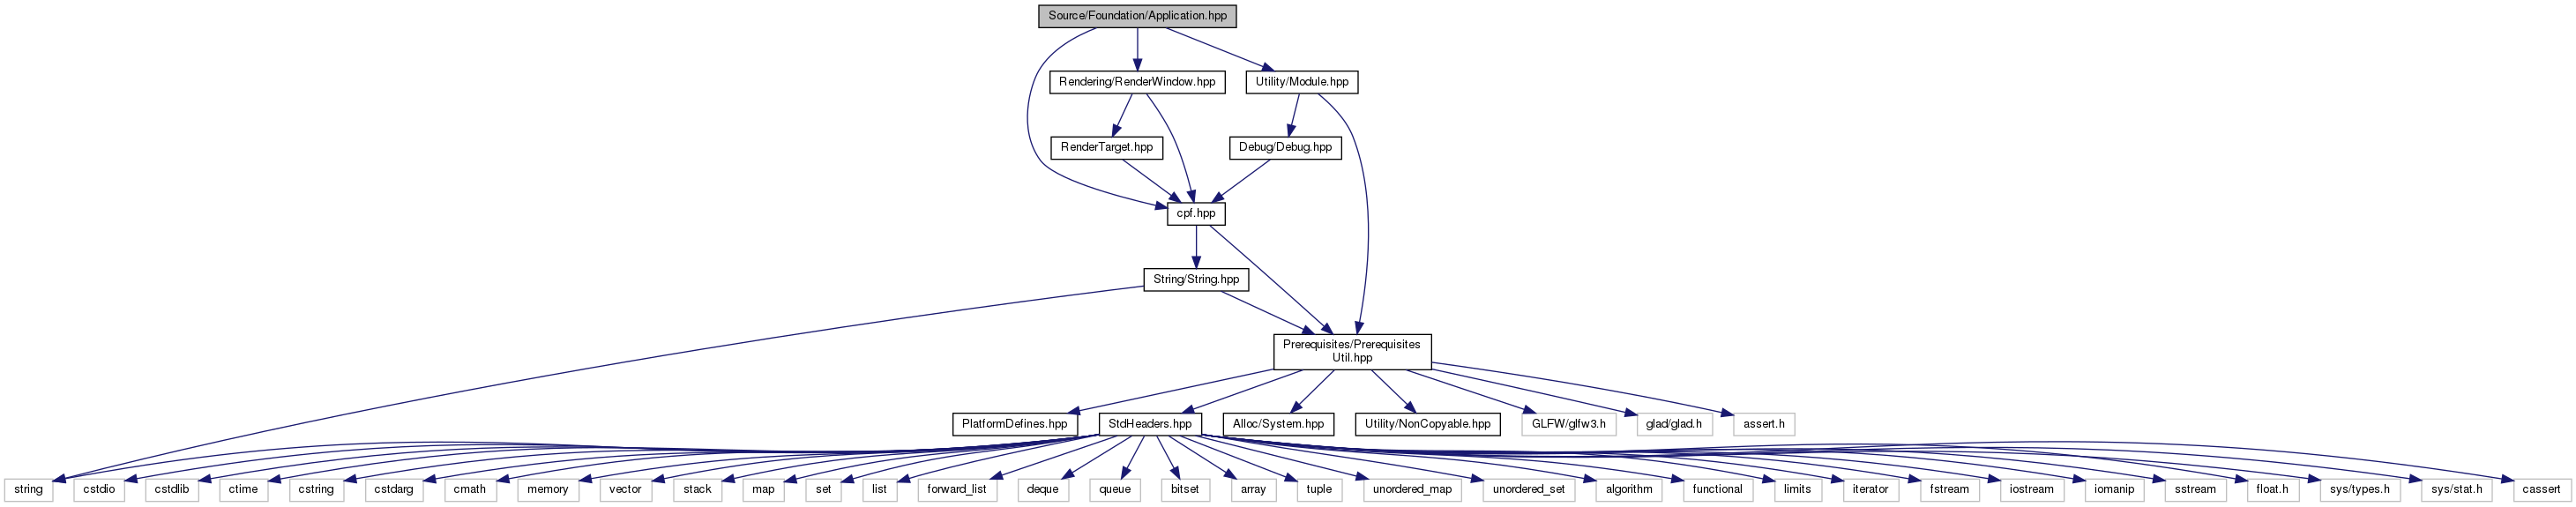 Source/Foundation/Application.hpp
Rendering/RenderWindow.hpp
Utility/Module.hpp
RenderTarget.hpp
Debug/Debug.hpp
cpf.hpp
String/String.hpp
Prerequisites/Prerequisites
Util.hpp
PlatformDefines.hpp
StdHeaders.hpp
Alloc/System.hpp
Utility/NonCopyable.hpp
GLFW/glfw3.h
glad/glad.h
assert.h
string
cstdio
cstdlib
ctime
cstring
cstdarg
cmath
memory
vector
stack
map
set
list
forward_list
deque
queue
bitset
array
tuple
unordered_map
unordered_set
algorithm
functional
limits
iterator
fstream
iostream
iomanip
sstream
float.h
sys/types.h
sys/stat.h
cassert